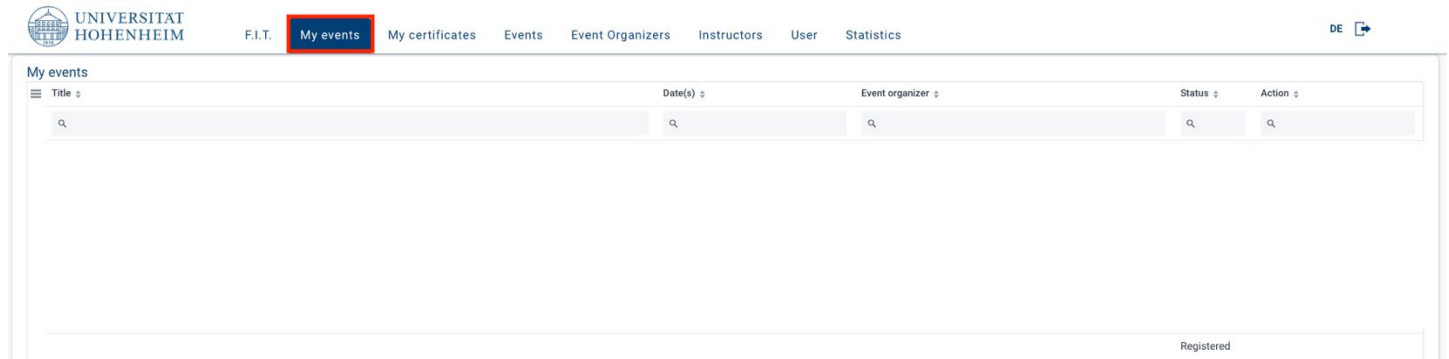 UNIVERSITÄT
HOHENHEIM
1818
F.I.T. My events My certificates Events Event Organizers Instructors User Statistics DE
My events
Title Date(s) Event organizer Status Action
Registered